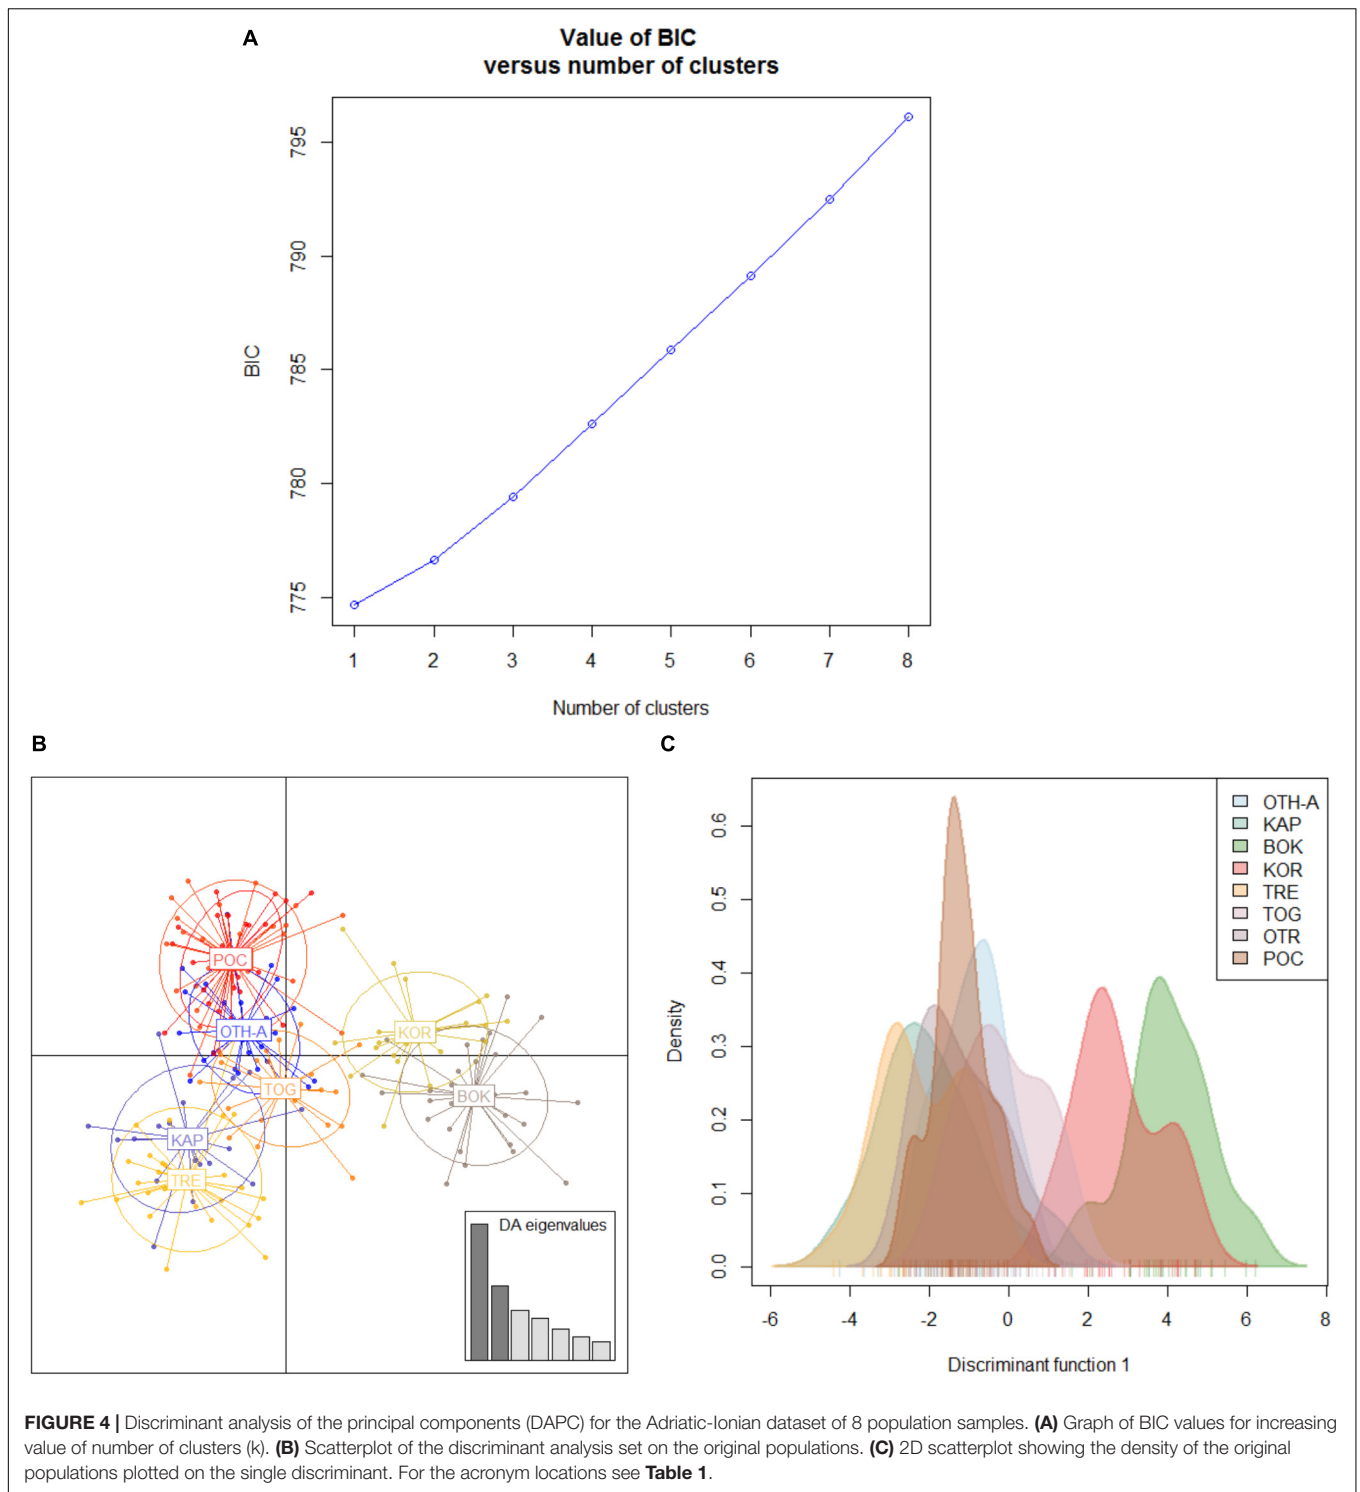 A
Value of BIC
versus number of clusters
795
790
785
780
775
BIC
1 2 3 4 5 6 7 8
Number of clusters
B
POC
OTH-A
KOR
TOG
BOK
KAP
TRE
DA eigenvalues
C
OTH-A
KAP
BOK
KOR
TRE
TOG
OTR
POC
0.6
0.5
0.4
0.3
0.2
0.1
0.0
Density
-6 -4 -2 0 2 4 6 8
Discriminant function 1
FIGURE 4 | Discriminant analysis of the principal components (DAPC) for the Adriatic-Ionian dataset of 8 population samples. (A) Graph of BIC values for increasing
value of number of clusters (k). (B) Scatterplot of the discriminant analysis set on the original populations. (C) 2D scatterplot showing the density of the original
populations plotted on the single discriminant. For the acronym locations see Table 1.